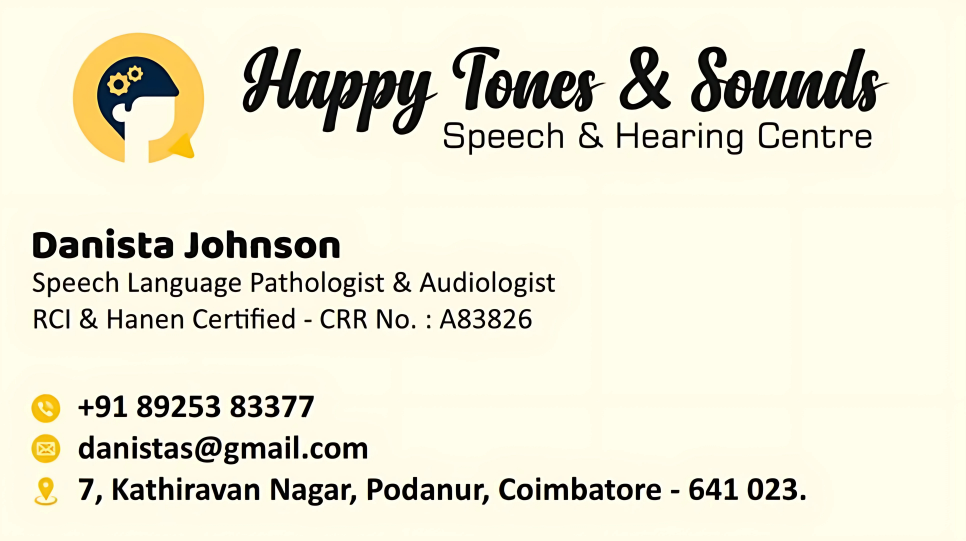 Happy Tones & Sounds
Speech & Hearing Centre
Danista Johnson
Speech Language Pathologist & Audiologist
RCI & Hanen Certified - CRR No. : A83826
+91 89253 83377
danistas@gmail.com
7, Kathiravan Nagar, Podanur, Coimbatore - 641 023.